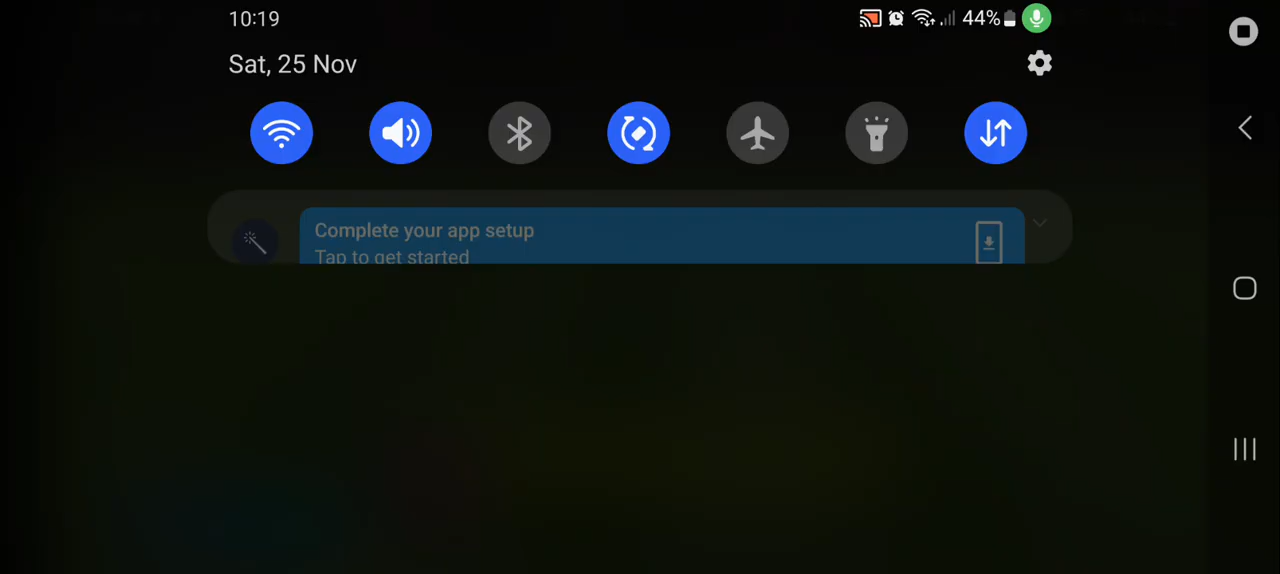 10:19
44%
Sat, 25 Nov
Complete your app setup
Tap to get started